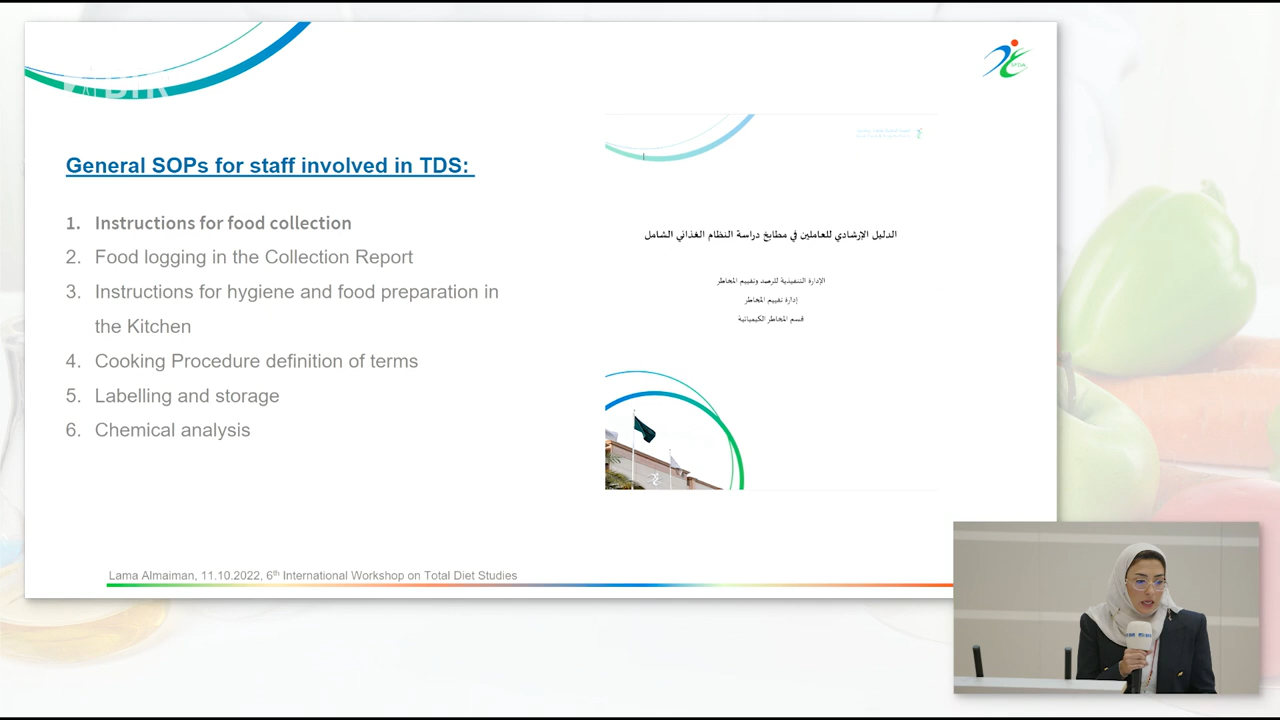 BfR
SFDA
General SOPs for staff involved in TDS:
1. Instructions for food collection
2. Food logging in the Collection Report
3. Instructions for hygiene and food preparation in
the Kitchen
4. Cooking Procedure definition of terms
5. Labelling and storage
6. Chemical analysis
الدليل الإرشادي للعاملين في مطابخ دراسة النظام الغذائي الشامل
الإدارة التنفيذية للرصد وتقييم المخاطر
إدارة تقييم المخاطر
قسم المخاطر الكيميائية
Lama Almaiman, 11.10.2022, 6th International Workshop on Total Diet Studies